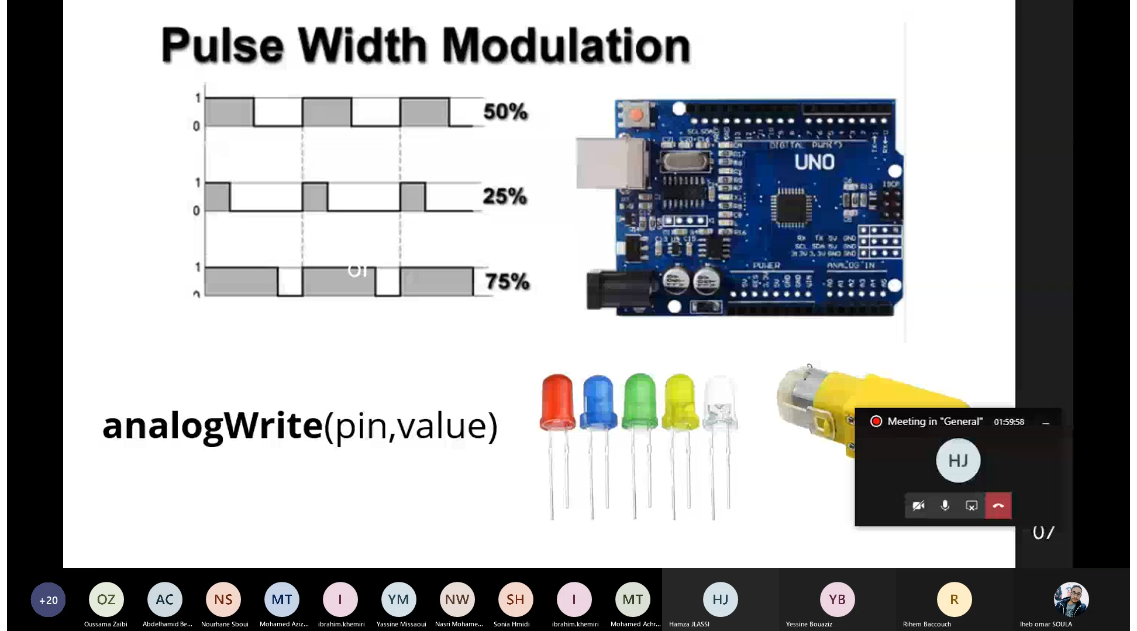 Pulse Width Modulation
1
0
50%
1
0
25%
1
75%
UNO
DIGITAL
ICSP
POWER
ANALOG IN
analogWrite(pin,value)
Meeting in "General" 01:59:58
HJ
07
+20 OZ AC NS MT I YM NW SH I MT HJ YB R
Oussama Zaibi Abdelhamid Be... Nourhane Sboui Mohamed Aziz... ibrahim.khemiri Yassine Missaoui Nasri Mohame... Sonia Hmidi ibrahim.khemiri Mohamed Achr... Hamza JLASSI Yessine Bouaziz Rihem Baccouch Iheb omar SOULA